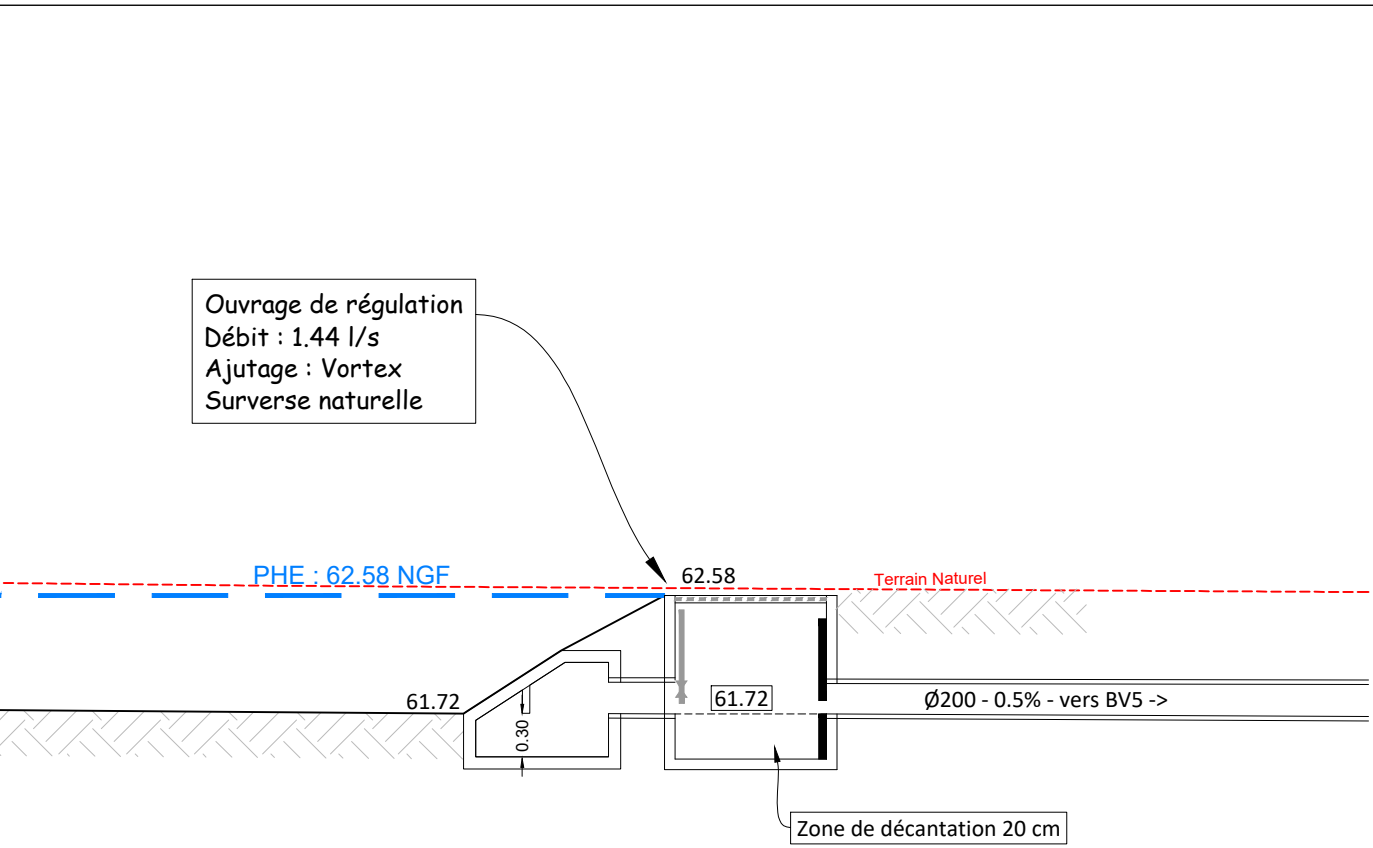 Ouvrage de régulation
Débit : 1.44 l/s
Ajutage : Vortex
Surverse naturelle
PHE : 62.58 NGF
62.58
Terrain Naturel
61.72
61.72
Ø200 - 0.5% - vers BV5 ->
0.30
Zone de décantation 20 cm